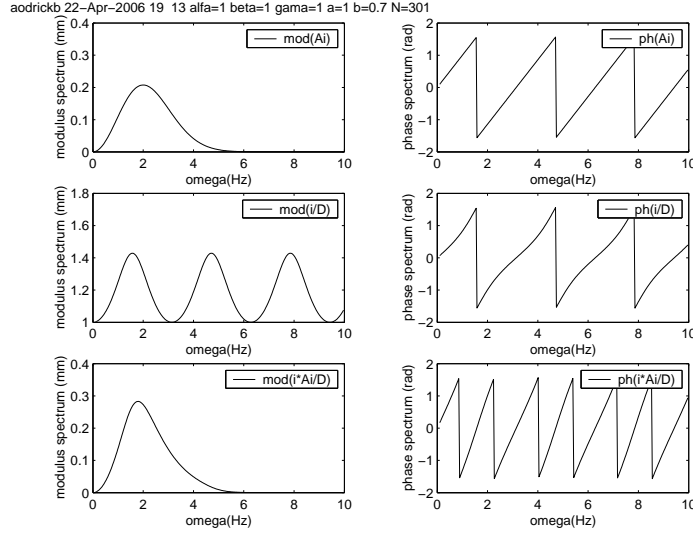 aodrickb 22−Apr−2006 19 13 alfa=1 beta=1 gama=1 a=1 b=0.7 N=301
modulus spectrum (mm)
0.4
0.3
0.2
0.1
0
mod(Ai)
0 2 4 6 8 10
omega(Hz)
phase spectrum (rad)
2
1
0
−1
−2
ph(Ai)
0 2 4 6 8 10
omega(Hz)
modulus spectrum (mm)
1.8
1.6
1.4
1.2
1
mod(i/D)
0 2 4 6 8 10
omega(Hz)
phase spectrum (rad)
2
1
0
−1
−2
ph(i/D)
0 2 4 6 8 10
omega(Hz)
modulus spectrum (mm)
0.4
0.3
0.2
0.1
0
mod(i*Ai/D)
0 2 4 6 8 10
omega(Hz)
phase spectrum (rad)
2
1
0
−1
−2
ph(i*Ai/D)
0 2 4 6 8 10
omega(Hz)